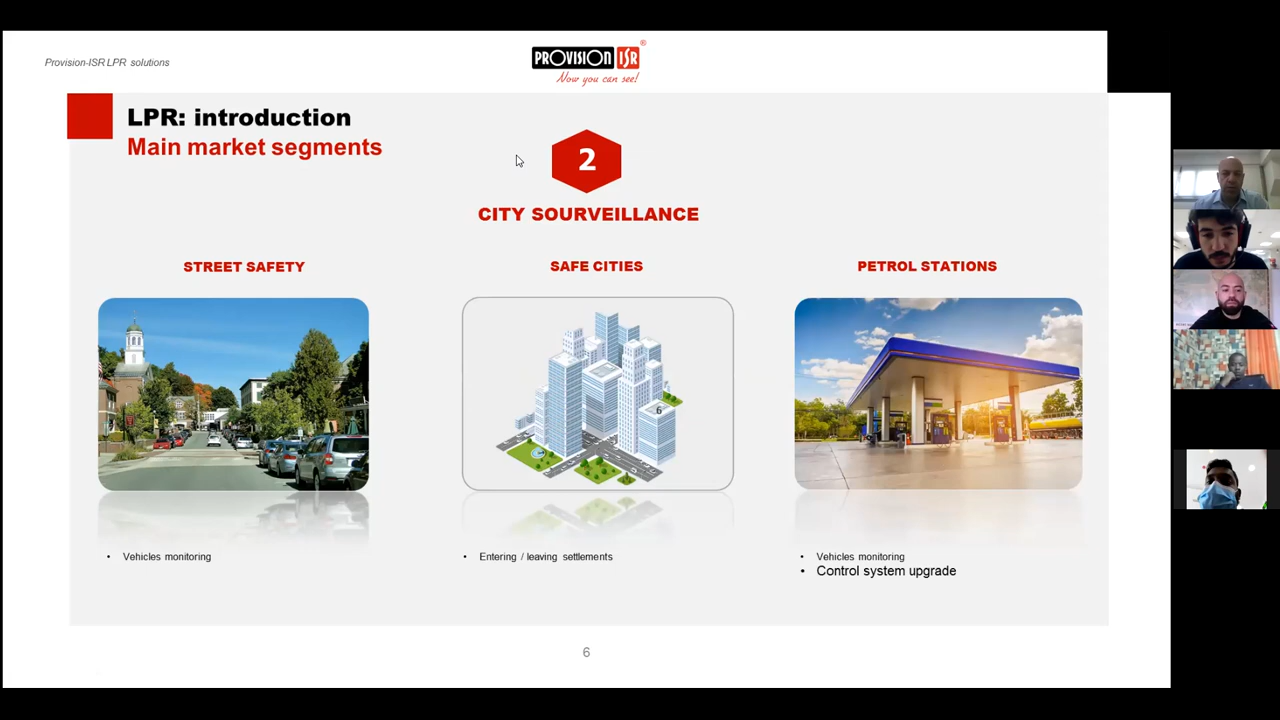 Provision-ISR LPR solutions
PROVISION ISR ®
Now you can see!
LPR: introduction
Main market segments
2
CITY SOURVEILLANCE
STREET SAFETY
SAFE CITIES
PETROL STATIONS
6
• Vehicles monitoring
• Entering / leaving settlements
• Vehicles monitoring
• Control system upgrade
6